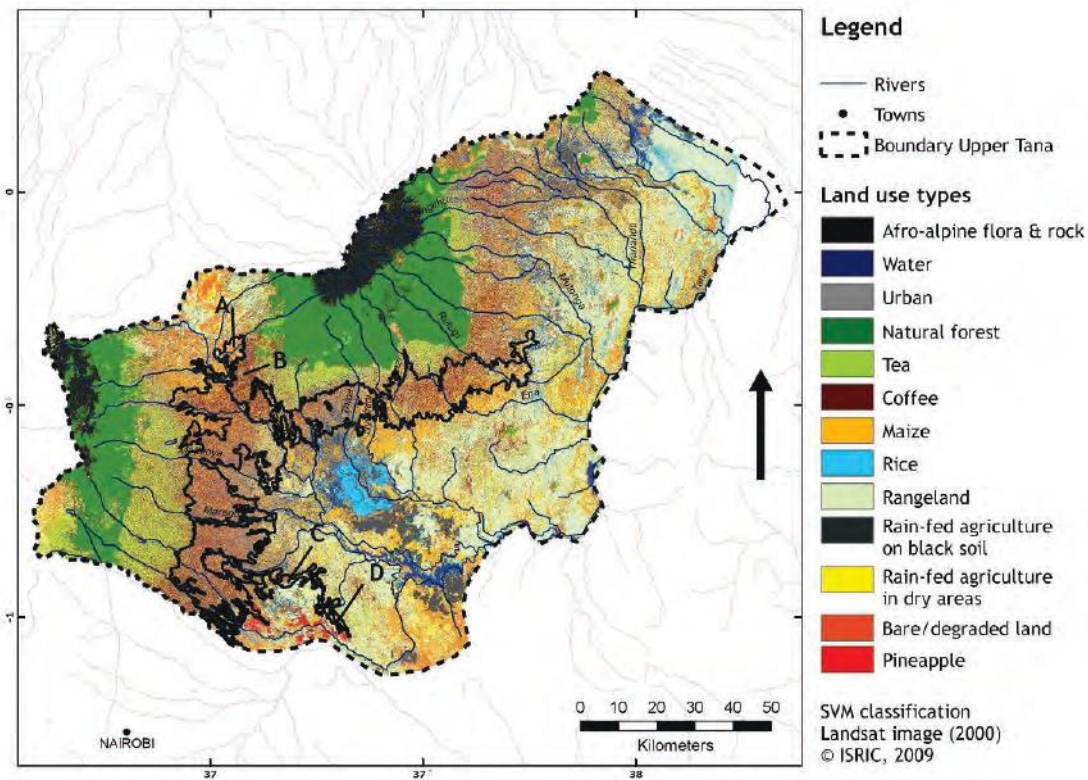 Legend
Rivers
Towns
Boundary Upper Tana
Land use types
Afro-alpine flora & rock
Water
Urban
Natural forest
Tea
Coffee
Maize
Rice
Rangeland
Rain-fed agriculture
on black soil
Rain-fed agriculture
in dry areas
Bare/degraded land
Pineapple
SVM classification
Landsat image (2000)
© ISRIC, 2009
0
-1
A
B
C
D
Mutonga
Thanandi
Tana
Ena
NAIROBI
0 10 20 30 40 50
Kilometers
37
37
38